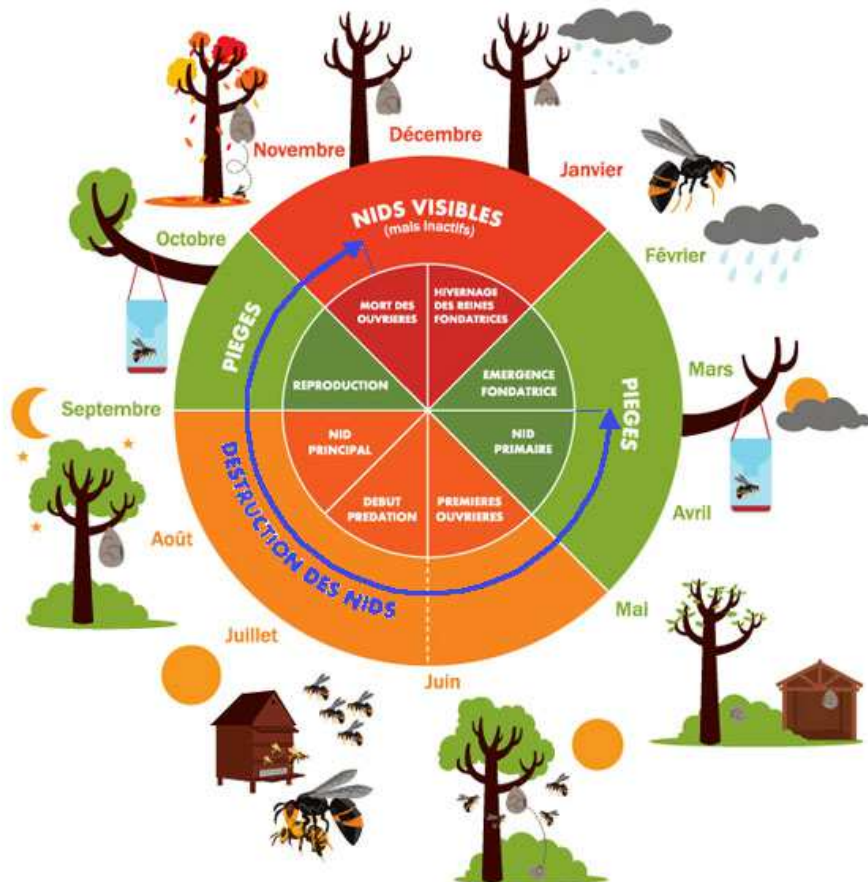 Décembre
Novembre
Janvier
NIDS VISIBLES
(mais inactifs)
Octobre
Février
PIEGES
MORT DES
OUVRIERES
HIVERNAGE
DES REINES
FONDATRICES
REPRODUCTION
EMERGENCE
FONDATRICE
PIEGES
Mars
Septembre
NID
PRINCIPAL
NID
PRIMAIRE
DEBUT
PREDATION
PREMIERES
OUVRIERES
Avril
Août
DESTRUCTION DES NIDS
Mai
Juillet
Juin